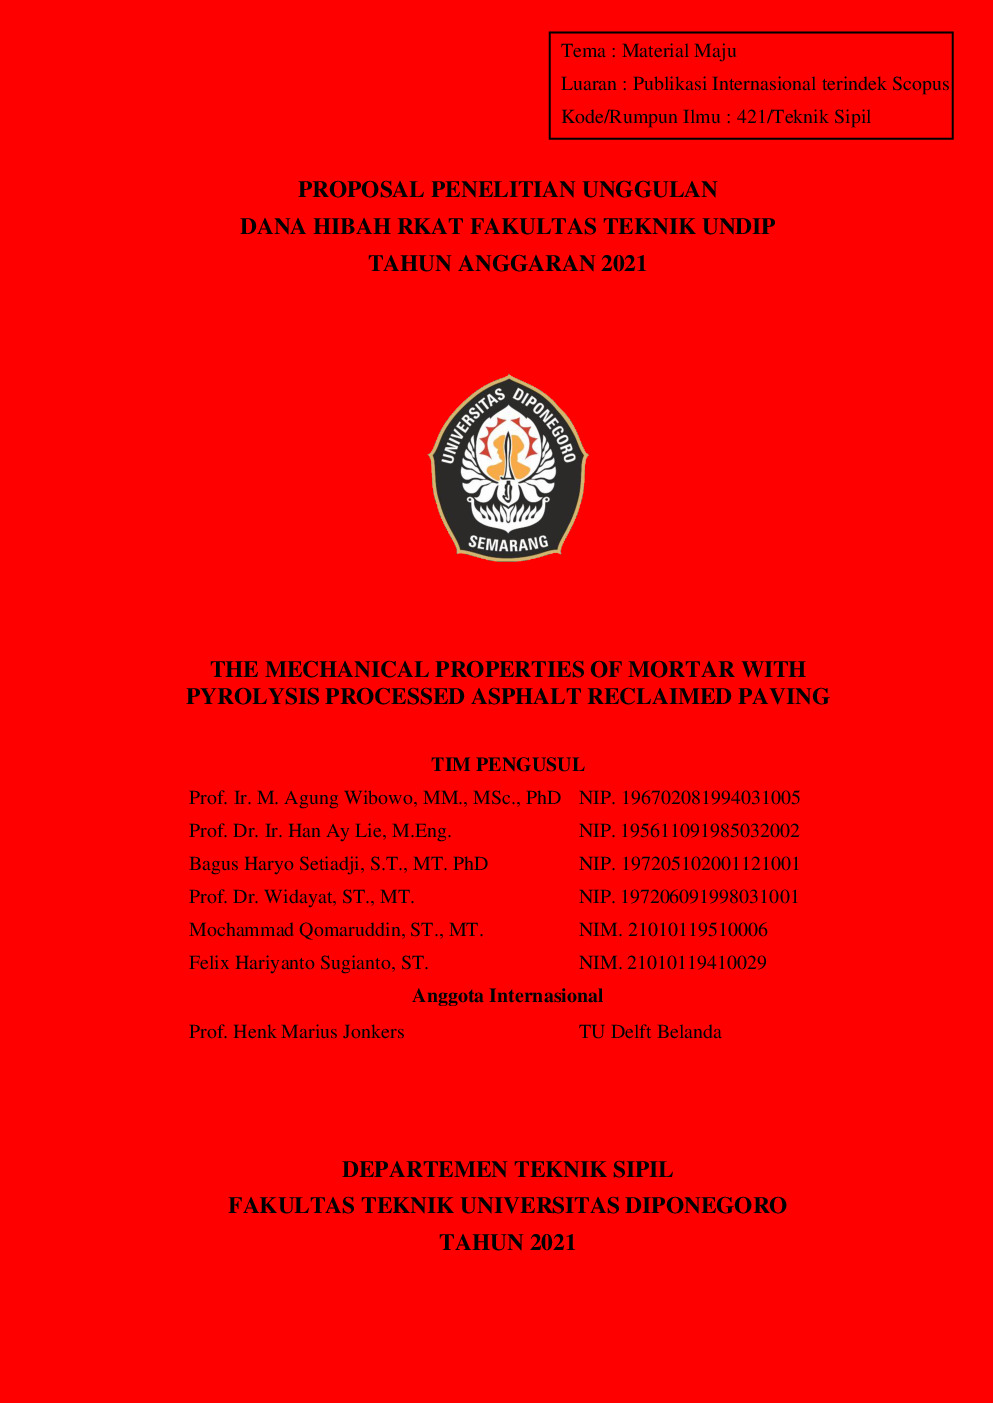 Tema : Material Maju
Luaran : Publikasi Internasional terindek Scopus
Kode/Rumpun Ilmu : 421/Teknik Sipil
PROPOSAL PENELITIAN UNGGULAN
DANA HIBAH RKAT FAKULTAS TEKNIK UNDIP
TAHUN ANGGARAN 2021
UNIVERSITAS DIPONEGORO
SEMARANG
THE MECHANICAL PROPERTIES OF MORTAR WITH
PYROLYSIS PROCESSED ASPHALT RECLAIMED PAVING
TIM PENGUSUL
Prof. Ir. M. Agung Wibowo, MM., MSc., PhD NIP. 196702081994031005
Prof. Dr. Ir. Han Ay Lie, M.Eng. NIP. 195611091985032002
Bagus Haryo Setiadji, S.T., MT. PhD NIP. 197205102001121001
Prof. Dr. Widayat, ST., MT. NIP. 197206091998031001
Mochammad Qomaruddin, ST., MT. NIM. 21010119510006
Felix Hariyanto Sugianto, ST. NIM. 21010119410029
Anggota Internasional
Prof. Henk Marius Jonkers TU Delft Belanda
DEPARTEMEN TEKNIK SIPIL
FAKULTAS TEKNIK UNIVERSITAS DIPONEGORO
TAHUN 2021